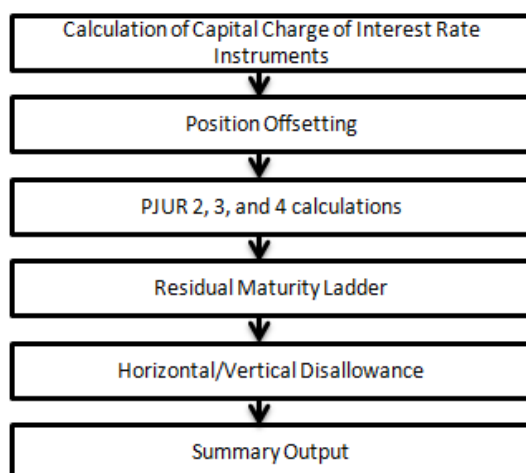 Calculation of Capital Charge of Interest Rate
Instruments
Position Offsetting
PJUR 2, 3, and 4 calculations
Residual Maturity Ladder
Horizontal/Vertical Disallowance
Summary Output